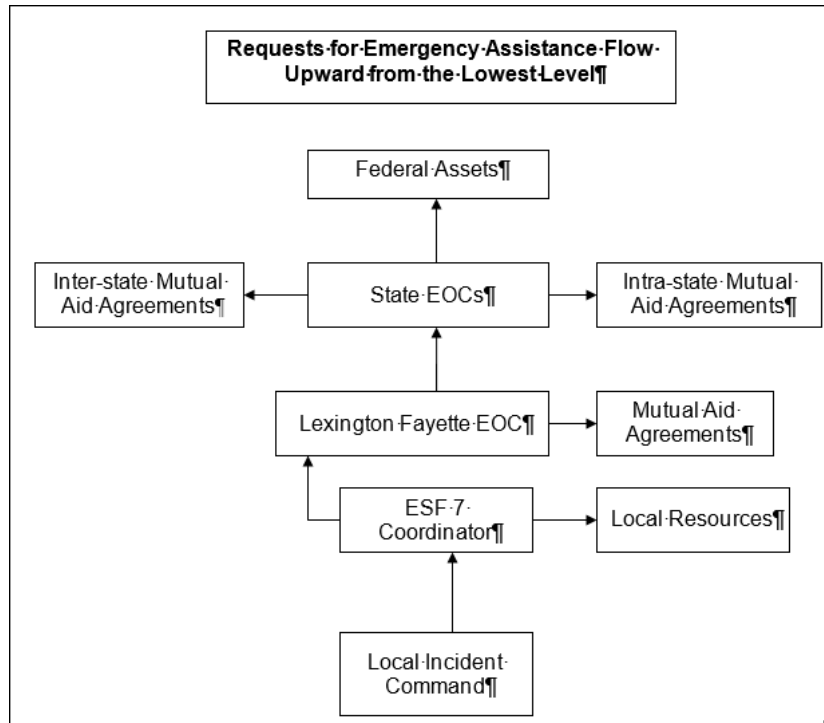 Requests·for·Emergency·Assistance·Flow·
Upward·from·the·Lowest·Level¶
Federal·Assets¶
Inter-state·Mutual·
Aid·Agreements¶
State·EOCs¶
Intra-state·Mutual·
Aid·Agreements¶
Lexington·Fayette·EOC¶
Mutual·Aid·
Agreements¶
ESF·7·
Coordinator¶
Local·Resources¶
Local·Incident·
Command¶